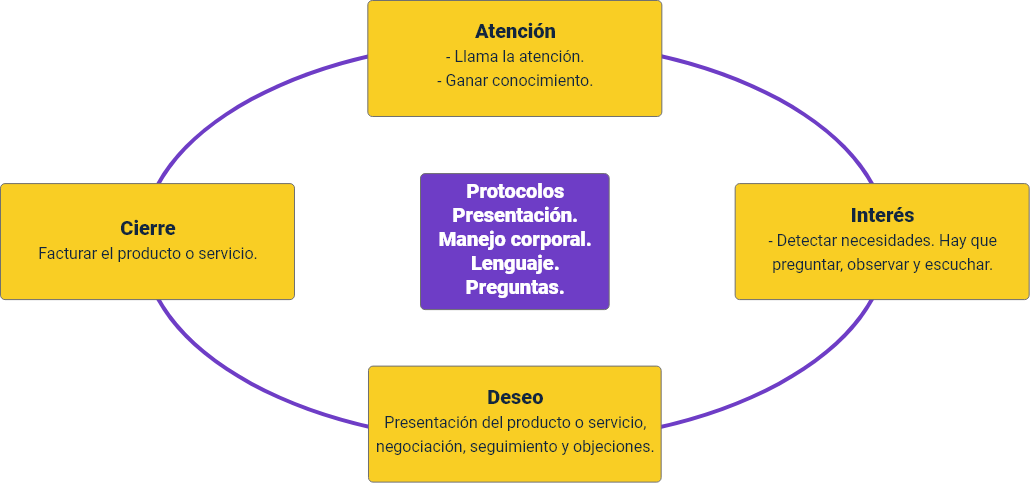 Atención
- Llama la atención.
- Ganar conocimiento.
Protocolos
Presentación.
Manejo corporal.
Lenguaje.
Preguntas.
Cierre
Facturar el producto o servicio.
Interés
- Detectar necesidades. Hay que
preguntar, observar y escuchar.
Deseo
Presentación del producto o servicio,
negociación, seguimiento y objeciones.